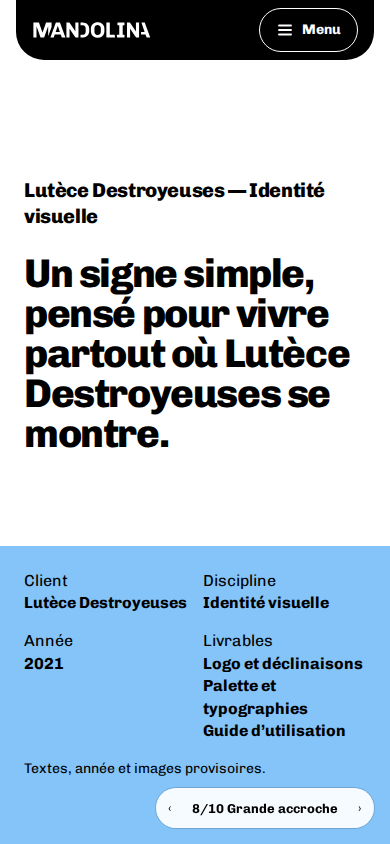 MANDOLINA
Menu
Lutèce Destroyeuses — Identité
visuelle
Un signe simple,
pensé pour vivre
partout où Lutèce
Destroyeuses se
montre.
Client
Lutèce Destroyeuses
Discipline
Identité visuelle
Année
2021
Livrables
Logo et déclinaisons
Palette et
typographies
Guide d’utilisation
Textes, année et images provisoires.
‹ 8/10 Grande accroche ›